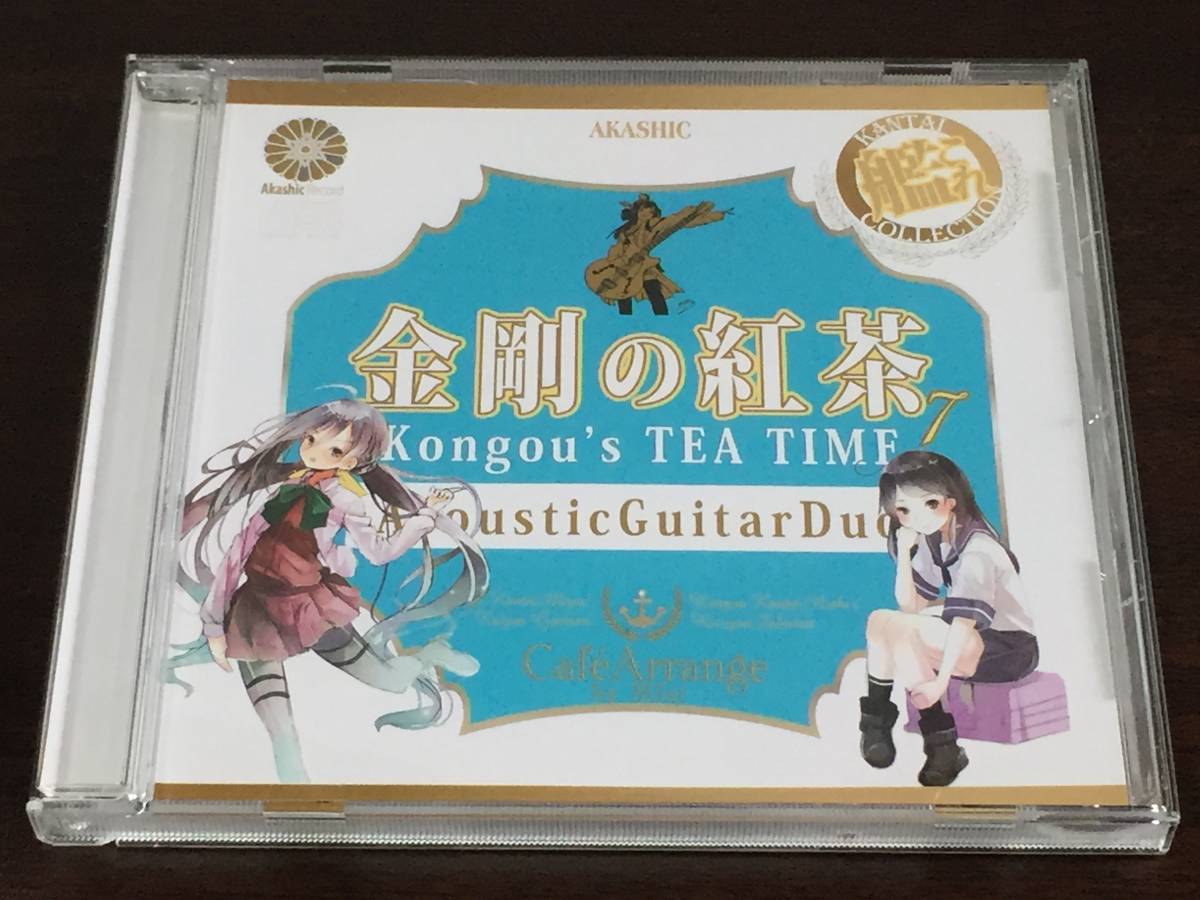 AKASHIC
Akashic Record
KANTAI
艦これ
COLLECTION
金剛の紅茶7
Kongou's TEA TIME
AcousticGuitarDuo
CaféArrange